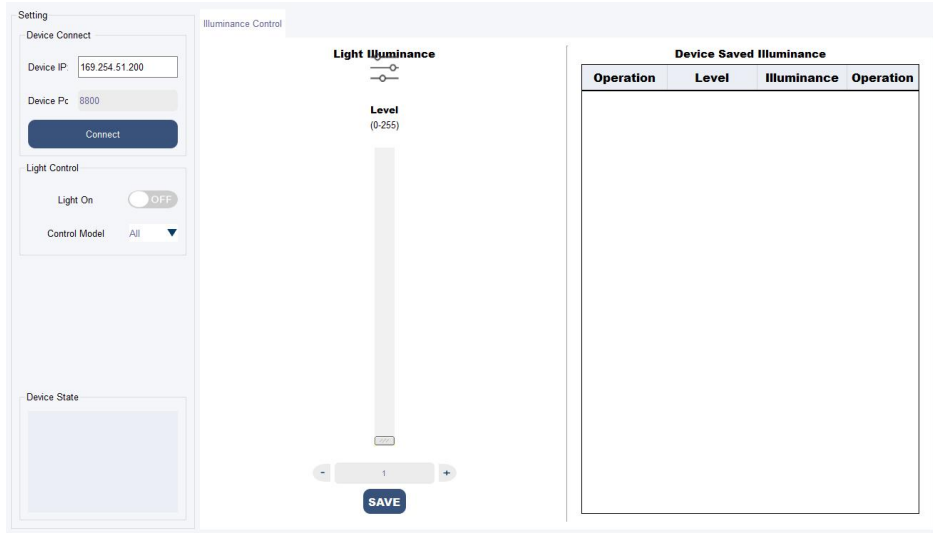 Setting
Device Connect
Device IP: 169.254.51.200
Device Pc 8800
Connect
Light Control
Light On OFF
Control Model All
Device State
Illuminance Control
Light Illuminance
Level
(0-255)
- 1 +
SAVE
Device Saved Illuminance
Operation Level Illuminance Operation